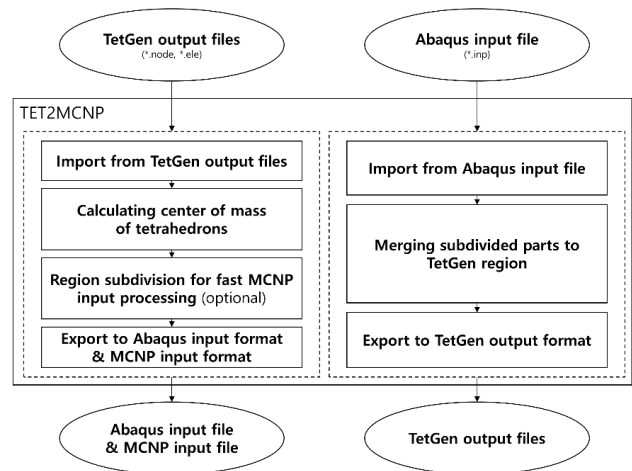 TetGen output files
(*.node, *.ele)
Abaqus input file
(*.inp)
TET2MCNP
Import from TetGen output files
Calculating center of mass
of tetrahedrons
Region subdivision for fast MCNP
input processing (optional)
Export to Abaqus input format
& MCNP input format
Import from Abaqus input file
Merging subdivided parts to
TetGen region
Export to TetGen output format
Abaqus input file
& MCNP input file
TetGen output files